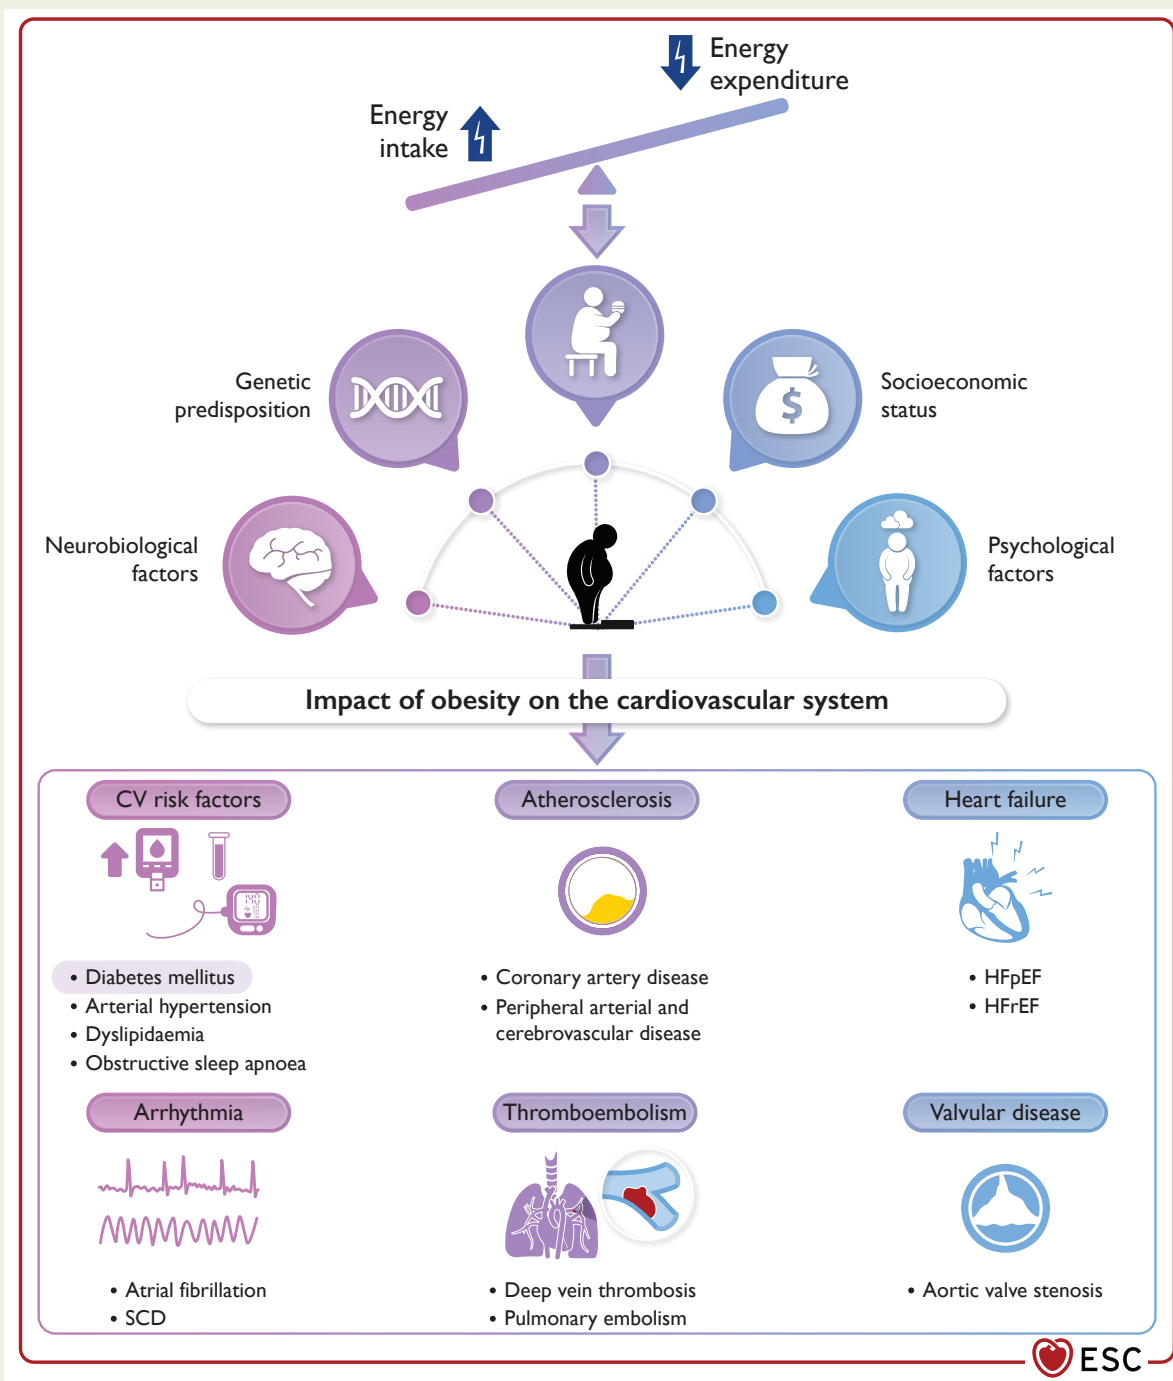 Energy
expenditure
Energy
intake
Genetic
predisposition
$
Socioeconomic
status
Neurobiological
factors
Psychological
factors
Impact of obesity on the cardiovascular system
CV risk factors
Atherosclerosis
Heart failure
• Diabetes mellitus
• Arterial hypertension
• Dyslipidaemia
• Obstructive sleep apnoea
• Coronary artery disease
• Peripheral arterial and
cerebrovascular disease
• HFpEF
• HFrEF
Arrhythmia
Thromboembolism
Valvular disease
• Atrial fibrillation
• SCD
• Deep vein thrombosis
• Pulmonary embolism
• Aortic valve stenosis
ESC